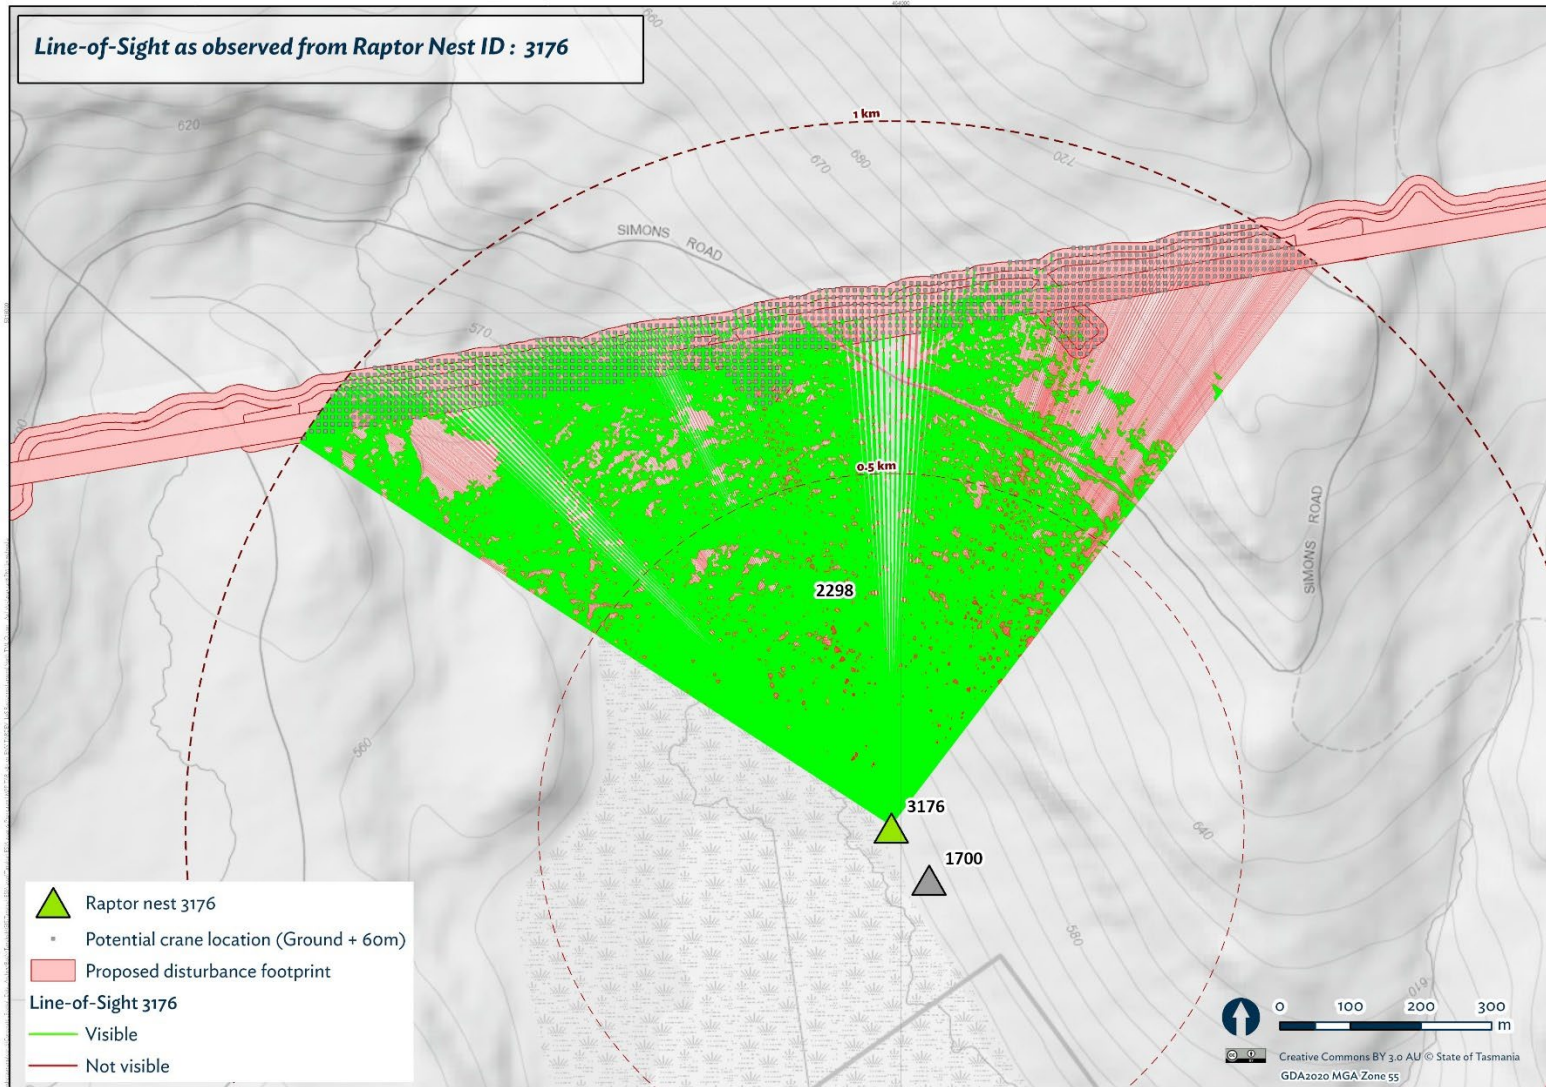 Line-of-Sight as observed from Raptor Nest ID : 3176
660
620
1 km
670
680
720
SIMONS ROAD
570
0.5 km
SIMONS ROAD
2298
560
3176
1700
640
580
610
Raptor nest 3176
Potential crane location (Ground + 60m)
Proposed disturbance footprint
Line-of-Sight 3176
Visible
Not visible
0 100 200 300
m
Creative Commons BY 3.0 AU © State of Tasmania
GDA2020 MGA Zone 55